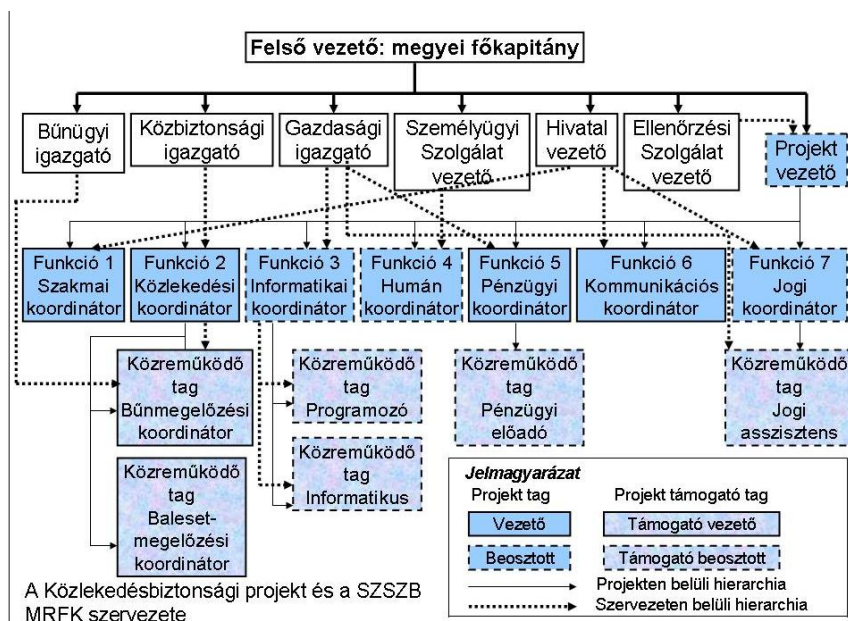 Felső vezető: megyei főkapitány
Bűnügyi
igazgató
Közbiztonsági
igazgató
Gazdasági
igazgató
Személyügyi
Szolgálat
vezető
Hivatal
vezető
Ellenőrzési
Szolgálat
vezető
Projekt
vezető
Funkció 1
Szakmai
koordinátor
Funkció 2
Közlekedési
koordinátor
Funkció 3
Informatikai
koordinátor
Funkció 4
Humán
koordinátor
Funkció 5
Pénzügyi
koordinátor
Funkció 6
Kommunikációs
koordinátor
Funkció 7
Jogi
koordinátor
Közreműködő
tag
Bűnmegelőzési
koordinátor
Közreműködő
tag
Programozó
Közreműködő
tag
Pénzügyi
előadó
Közreműködő
tag
Jogi
asszisztens
Közreműködő
tag
Baleset-
megelőzési
koordinátor
Közreműködő
tag
Informatikus
Jelmagyarázat
Projekt tag
Projekt támogató tag
Vezető
Támogató vezető
Beosztott
Támogató beosztott
Projekten belüli hierarchia
Szervezeten belüli hierarchia
A Közlekedésbiztonsági projekt és a SZSZB
MRFK szervezete